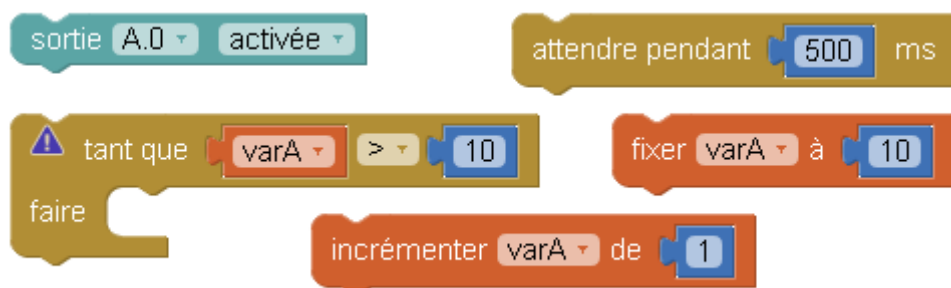 sortie A.0 activée
attendre pendant 500 ms
tant que varA > 10
fixer varA à 10
faire
incrémenter varA de 1